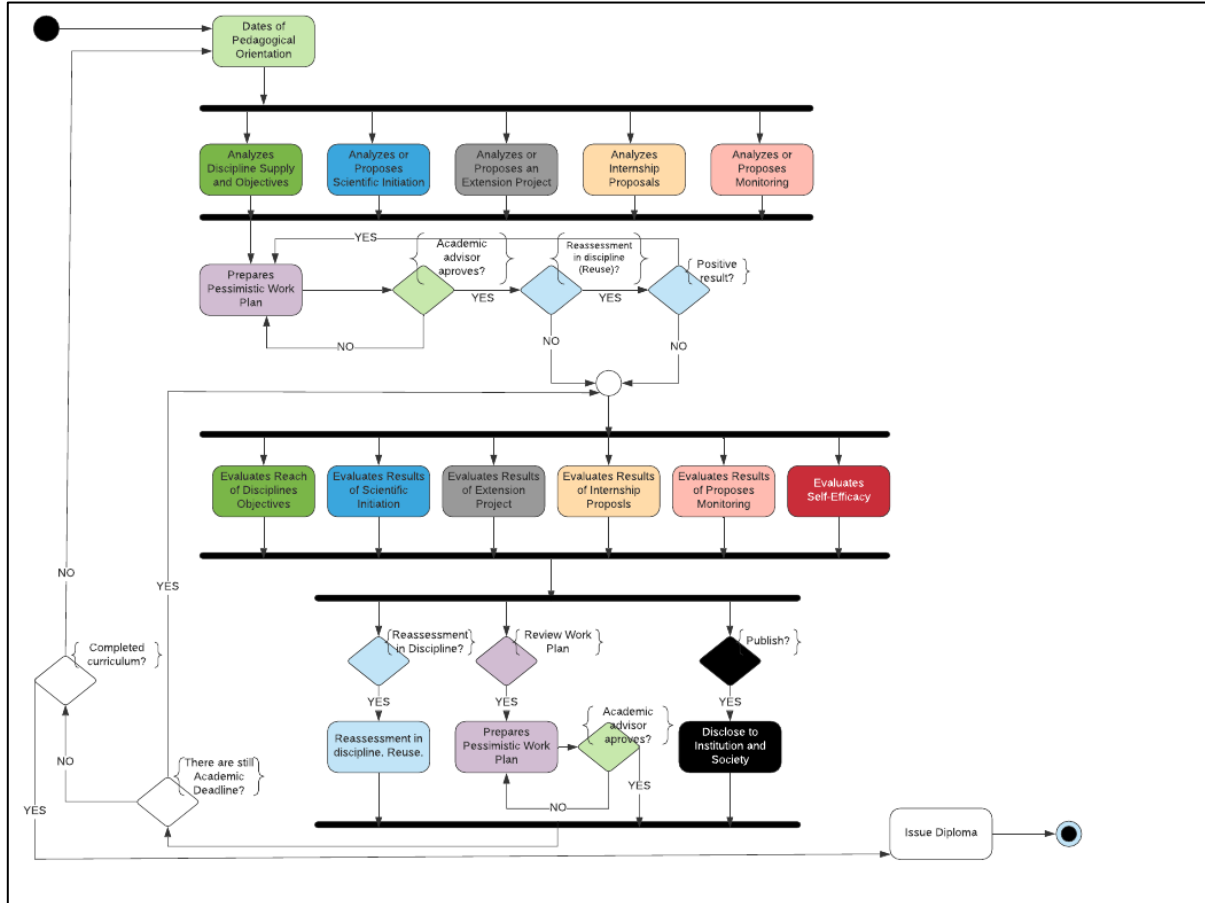 Dates of
Pedagogical
Orientation
Analyzes
Discipline Supply
and Objectives
Analyzes or
Proposes
Scientific Initiation
Analyzes or
Proposes an
Extension Project
Analyzes
Internship
Proposals
Analyzes or
Proposes
Monitoring
YES
Academic
advisor
aproves?
Reassessment
in discipline
(Reuse)?
Positive
result?
Prepares
Pessimistic Work
Plan
YES
YES
NO
NO
NO
Evaluates Reach
of Disciplines
Objectives
Evaluates Results
of Scientific
Initiation
Evaluates Results
of Extension
Project
Evaluates Results
of Internship
Propols
Evaluates Results
of Proposes
Monitoring
Evaluates
Self-Efficacy
NO
YES
Completed
curriculum?
Reassessment
in Discipline?
Review Work
Plan
Publish?
YES
YES
YES
Reassessment in
discipline. Reuse.
Prepares
Pessimistic Work
Plan
Academic
advisor
aproves?
Disclose to
Institution and
Society
NO
There are still
Academic
Deadline?
YES
NO
YES
Issue Diploma